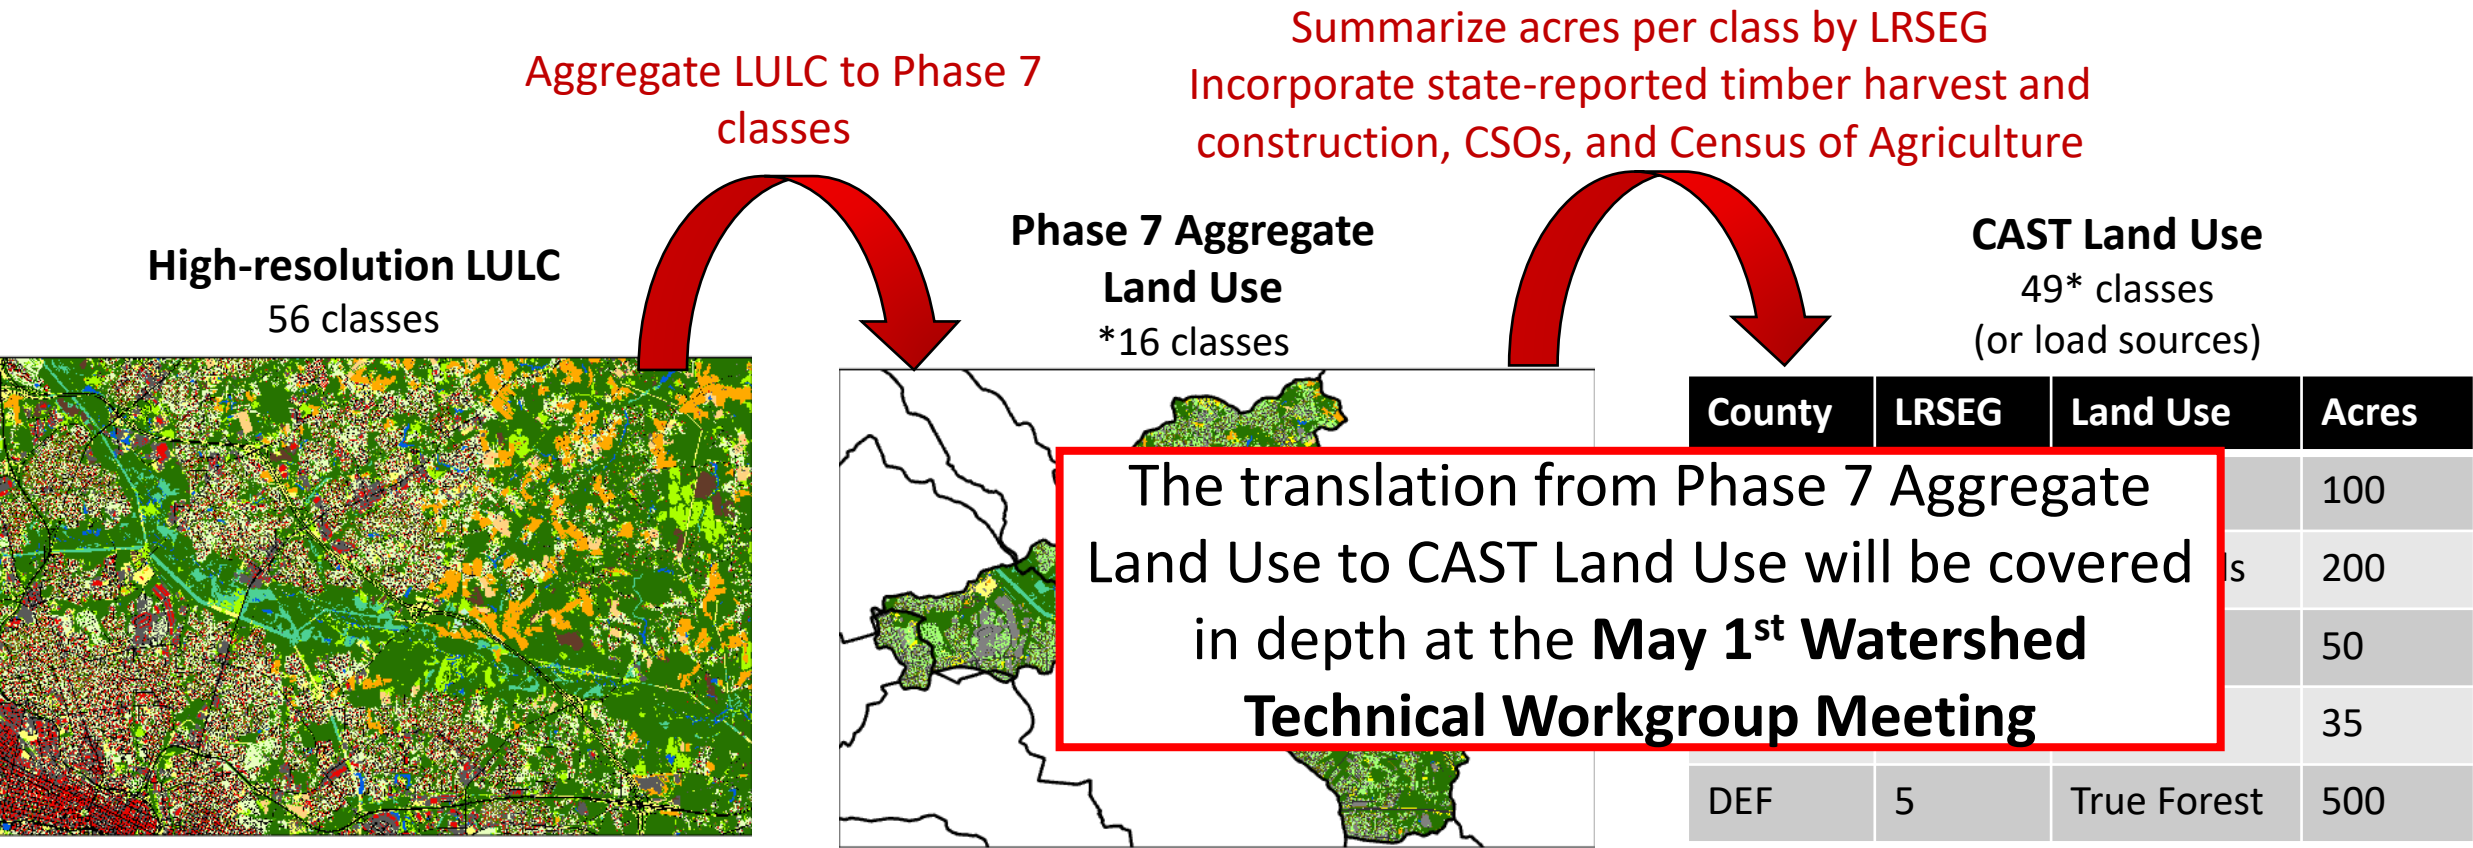 Aggregate LULC to Phase 7
classes
Summarize acres per class by LRSEG
Incorporate state-reported timber harvest and
construction, CSOs, and Census of Agriculture
High-resolution LULC
56 classes
Phase 7 Aggregate
Land Use
*16 classes
CAST Land Use
49* classes
(or load sources)
County LRSEG Land Use Acres
100
200
50
35
DEF 5 True Forest 500
The translation from Phase 7 Aggregate
Land Use to CAST Land Use will be covered
in depth at the May 1st Watershed
Technical Workgroup Meeting